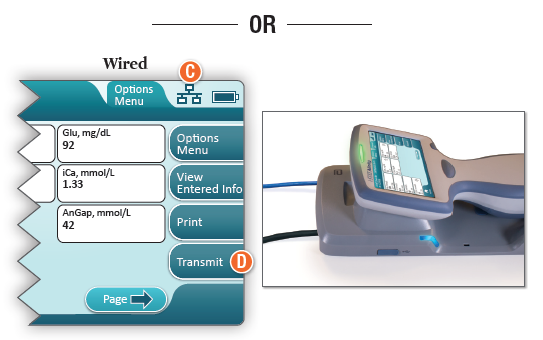 OR
Wired
C
Options
Menu
Glu, mg/dL
92
Options
Menu
iCa, mmol/L
1.33
View
Entered Info
AnGap, mmol/L
42
Print
Transmit
D
Page